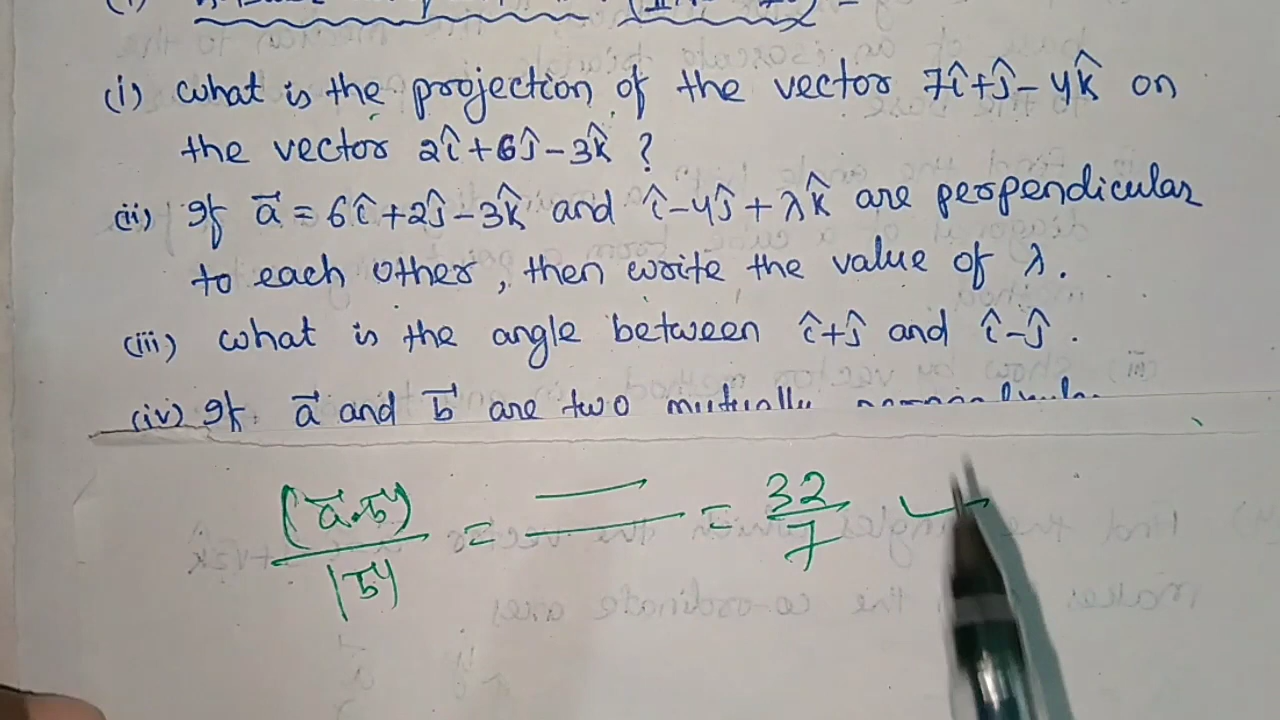 (i) what is the projection of the vector 7î+ĵ-4k̂ on
the vector 2î+6ĵ-3k̂ ?
(ii) If a⃗ = 6î+2ĵ-3k̂ and î-4ĵ+λk̂ are perpendicular
to each other, then write the value of λ.
(iii) what is the angle between î+ĵ and î-ĵ.
(iv) If a⃗ and b⃗ are two mutually
(a⃗.b⃗)/|b⃗| = — = 32/7